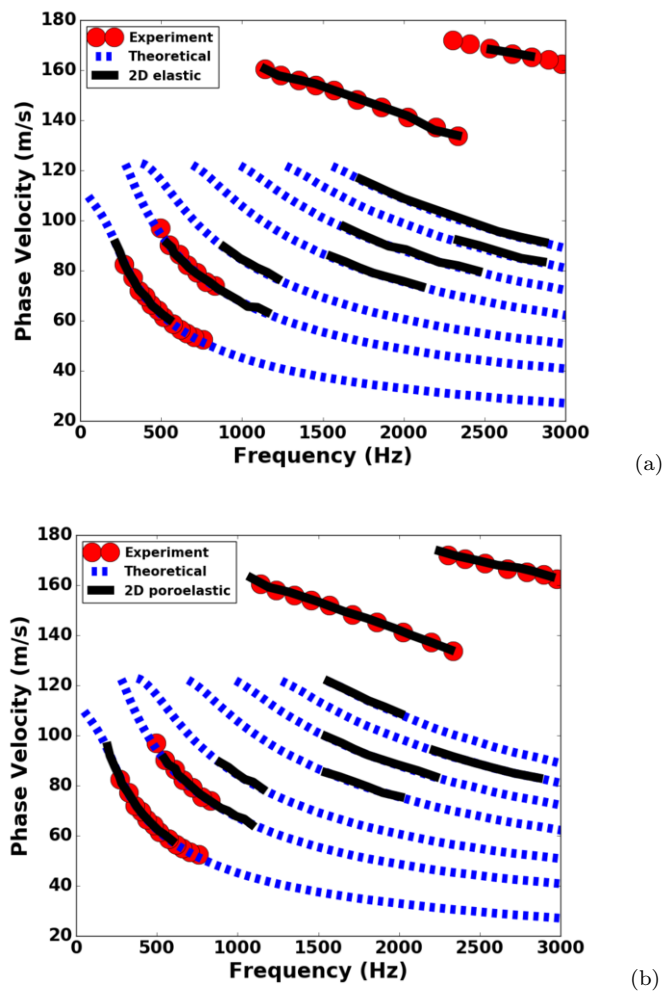 180
160
140
120
100
80
60
40
20
Phase Velocity (m/s)
Experiment
Theoretical
2D elastic
0 500 1000 1500 2000 2500 3000
Frequency (Hz)
(a)
180
160
140
120
100
80
60
40
20
Phase Velocity (m/s)
Experiment
Theoretical
2D poroelastic
0 500 1000 1500 2000 2500 3000
Frequency (Hz)
(b)